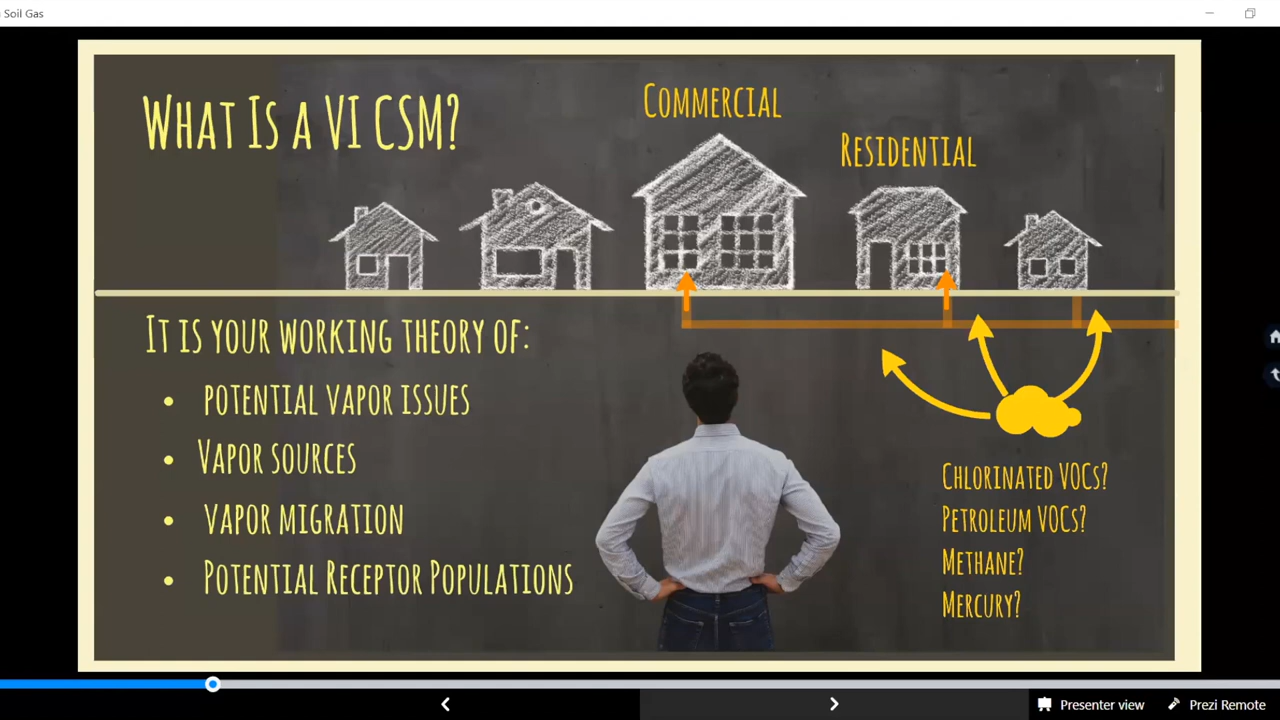 Soil Gas
What Is a VI CSM?
Commercial
Residential
It is your working theory of:
• potential vapor issues
• Vapor sources
• vapor migration
• Potential Receptor Populations
Chlorinated VOCs?
Petroleum VOCs?
Methane?
Mercury?
Presenter view
Prezi Remote